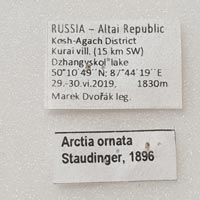 RUSSIA – Altai Republic
Kosh-Agach District
Kurai vill. (15 km SW)
Dzhangyskol' lake
50°10´49´´N; 87°44´19´´E
29.-30.vi.2019, 1830m
Marek Dvořák leg.
Arctia ornata
Staudinger, 1896